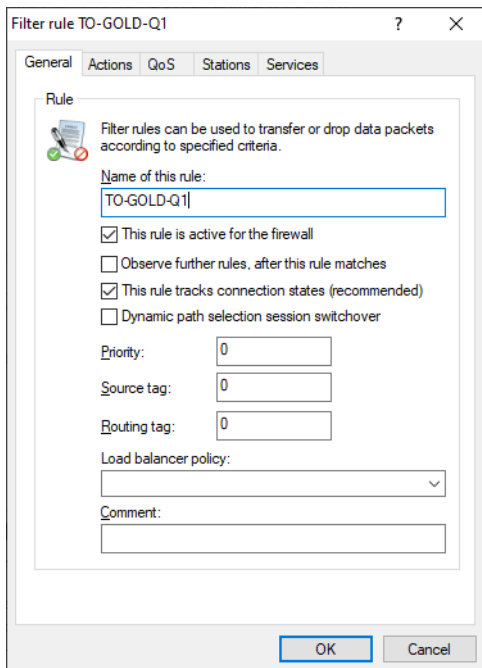 Filter rule TO-GOLD-Q1 ?
General Actions QoS Stations Services
Rule
Filter rules can be used to transfer or drop data packets
according to specified criteria.
Name of this rule:
TO-GOLD-Q1
This rule is active for the firewall
Observe further rules, after this rule matches
This rule tracks connection states (recommended)
Dynamic path selection session switchover
Priority: 0
Source tag: 0
Routing tag: 0
Load balancer policy:
Comment:
OK Cancel